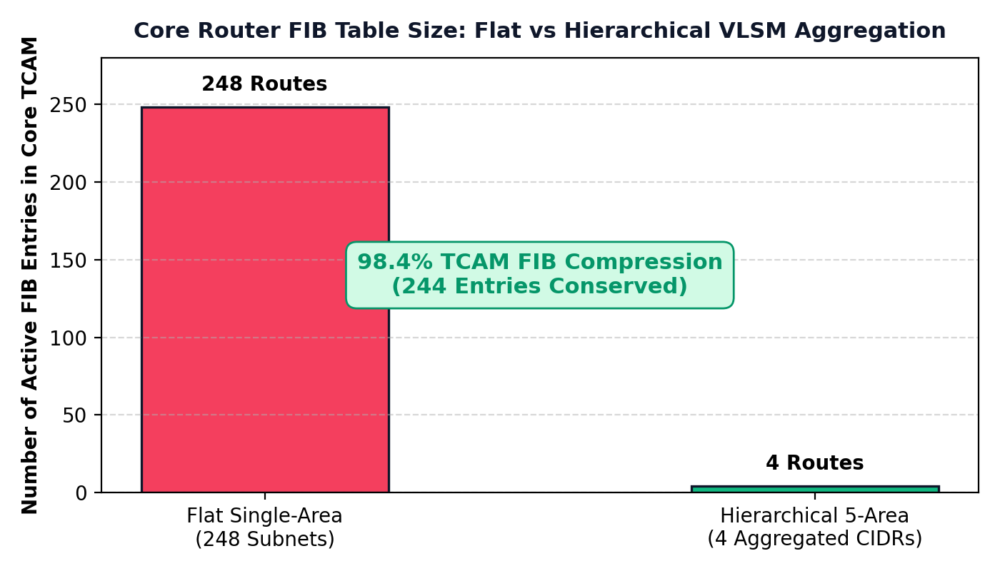 Core Router FIB Table Size: Flat vs Hierarchical VLSM Aggregation
Number of Active FIB Entries in Core TCAM
250
200
150
100
50
0
248 Routes
98.4% TCAM FIB Compression
(244 Entries Conserved)
4 Routes
Flat Single-Area
(248 Subnets)
Hierarchical 5-Area
(4 Aggregated CIDRs)